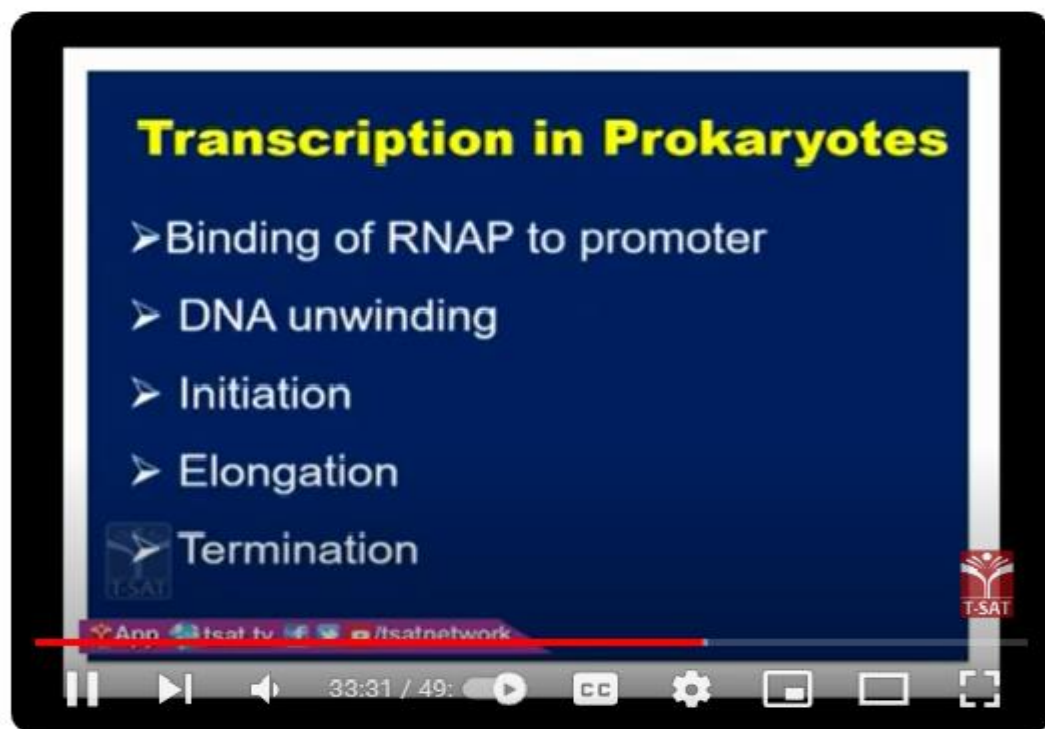 Transcription in Prokaryotes
➢Binding of RNAP to promoter
➢ DNA unwinding
➢ Initiation
➢ Elongation
➢ Termination
T-SAT
T-SAT
App tsat.tv /tsatnetwork
33:31 / 49:
CC